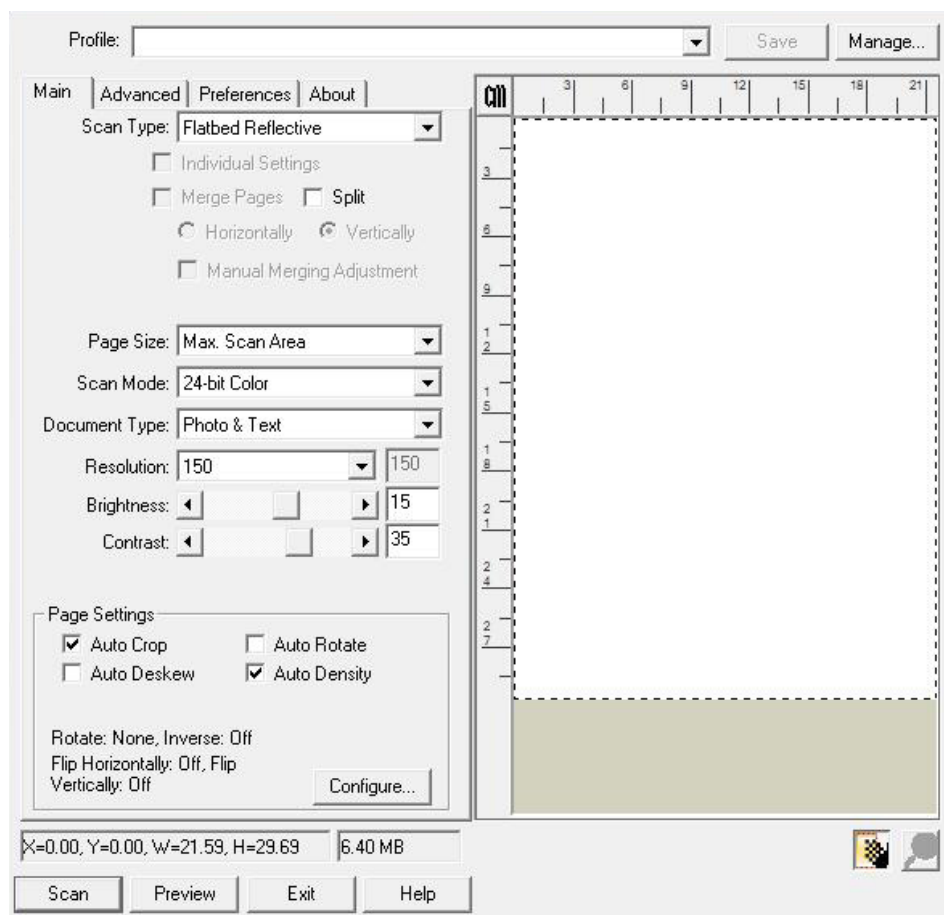 Profile:
Save
Manage...
Main Advanced Preferences About
Scan Type: Flatbed Reflective
Individual Settings
Merge Pages Split
Horizontally Vertically
Manual Merging Adjustment
Page Size: Max. Scan Area
Scan Mode: 24-bit Color
Document Type: Photo & Text
Resolution: 150 150
Brightness: 15
Contrast: 35
Page Settings
Auto Crop Auto Rotate
Auto Deskew Auto Density
Rotate: None, Inverse: Off
Flip Horizontally: Off, Flip
Vertically: Off
Configure...
cm 3 6 9 12 15 18 21
3
6
9
12
15
18
21
24
27
X=0.00, Y=0.00, W=21.59, H=29.69 6.40 MB
Scan Preview Exit Help